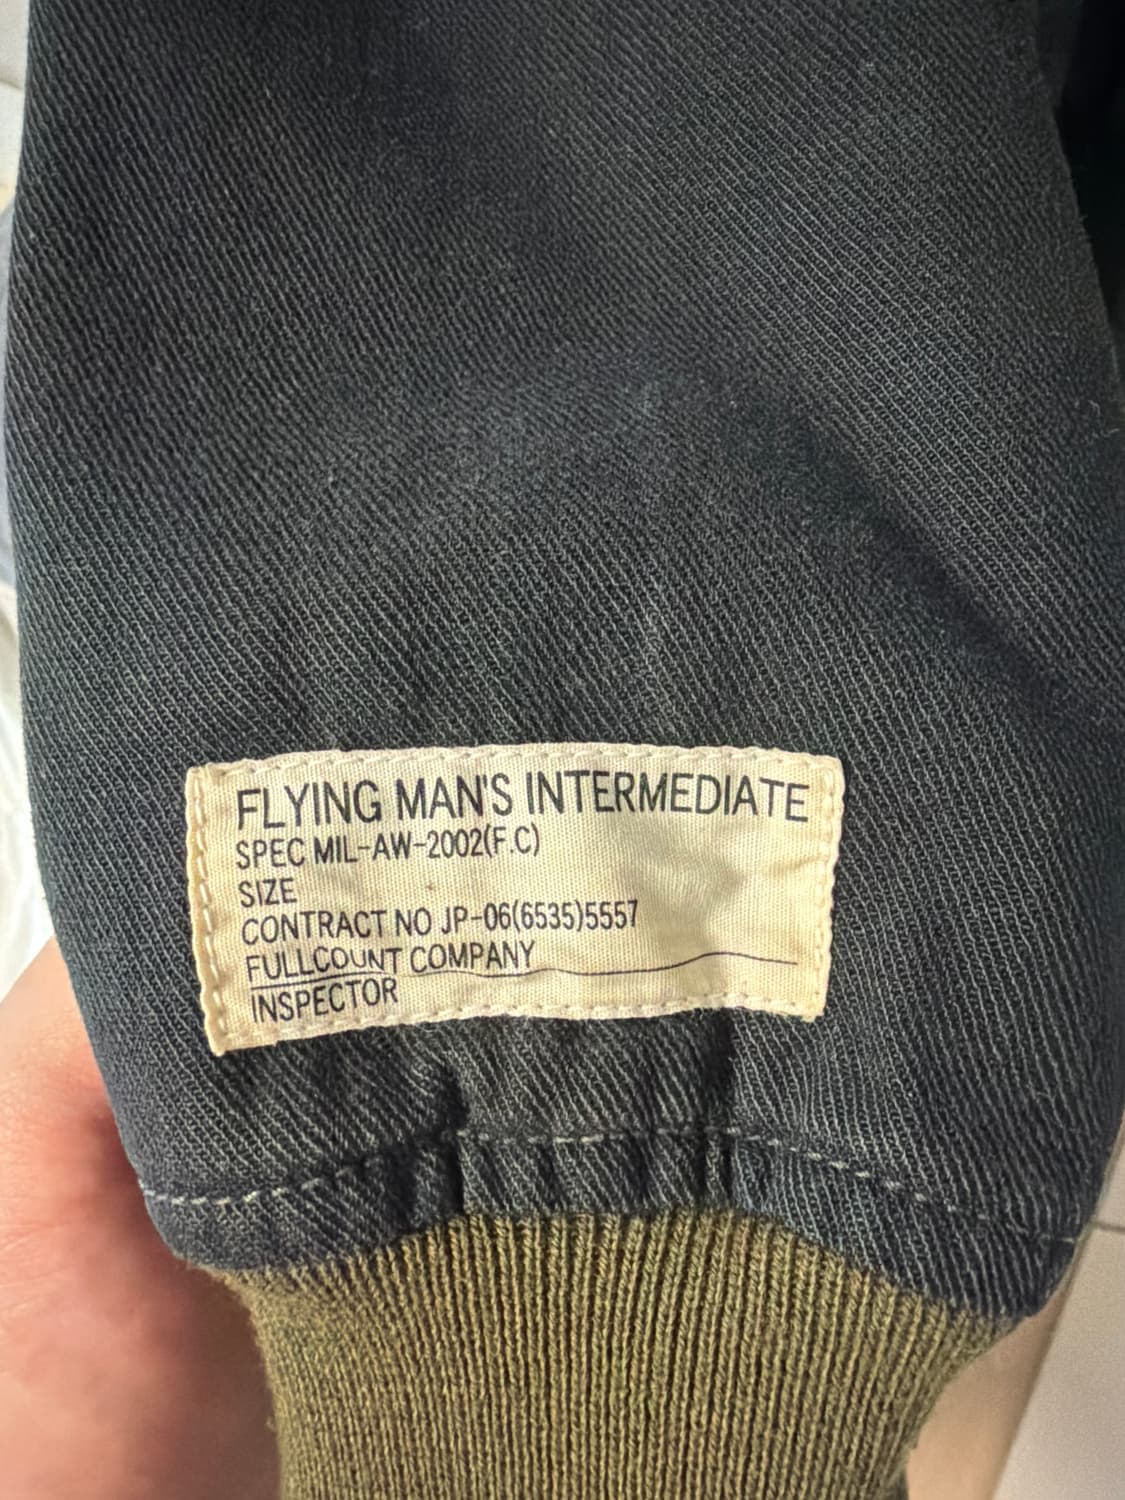 FLYING MAN'S INTERMEDIATE
SPEC MIL-AW-2002(F.C)
SIZE
CONTRACT NO JP-06(6535)5557
FULLCOUNT COMPANY
INSPECTOR